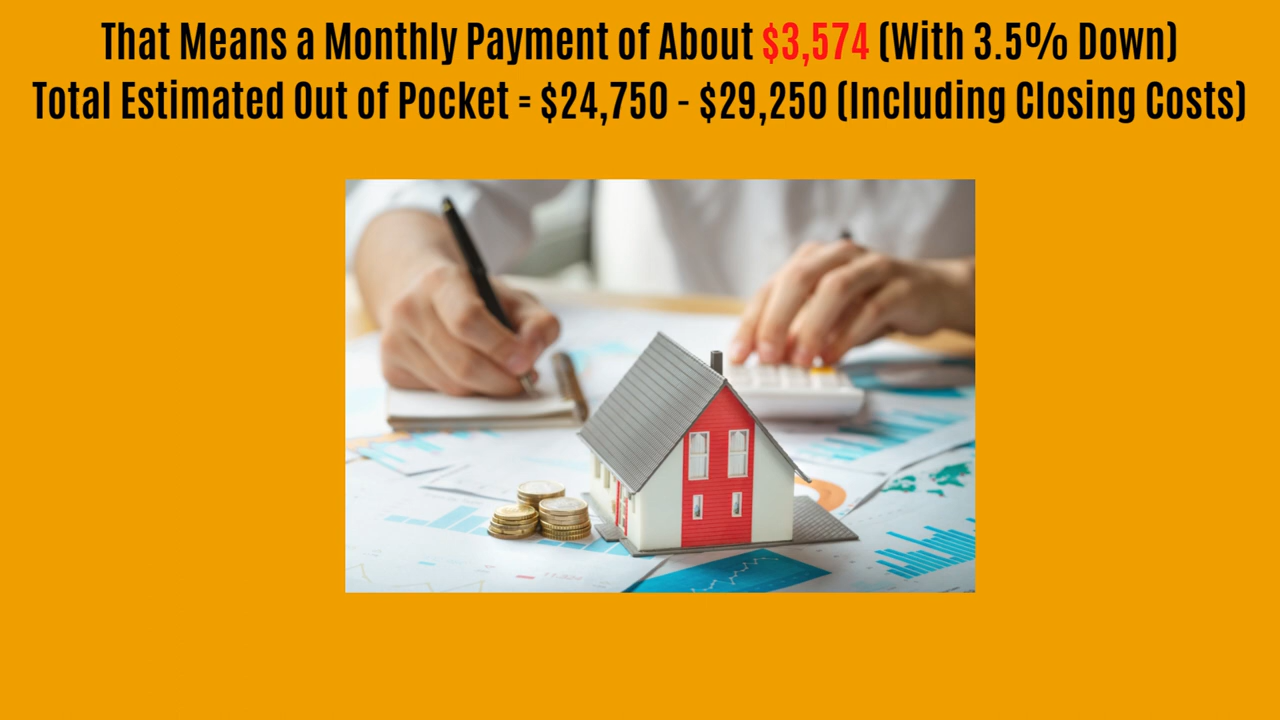 That Means a Monthly Payment of About $3,574 (With 3.5% Down)
Total Estimated Out of Pocket = $24,750 - $29,250 (Including Closing Costs)